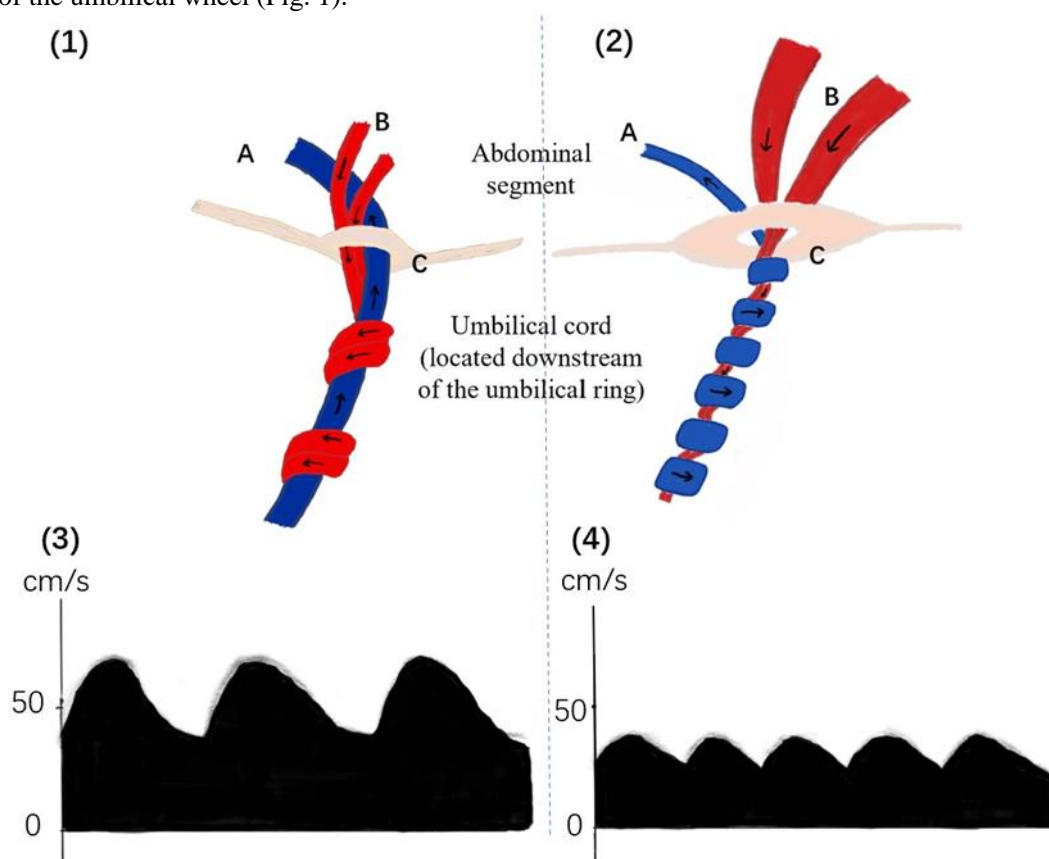 of the umbilical wheel (Fig. 1).
(1)
(2)
B
A
B
A
Abdominal
segment
C
C
Umbilical cord
(located downstream
of the umbilical ring)
(3)
(4)
cm/s
cm/s
50
50
0
0